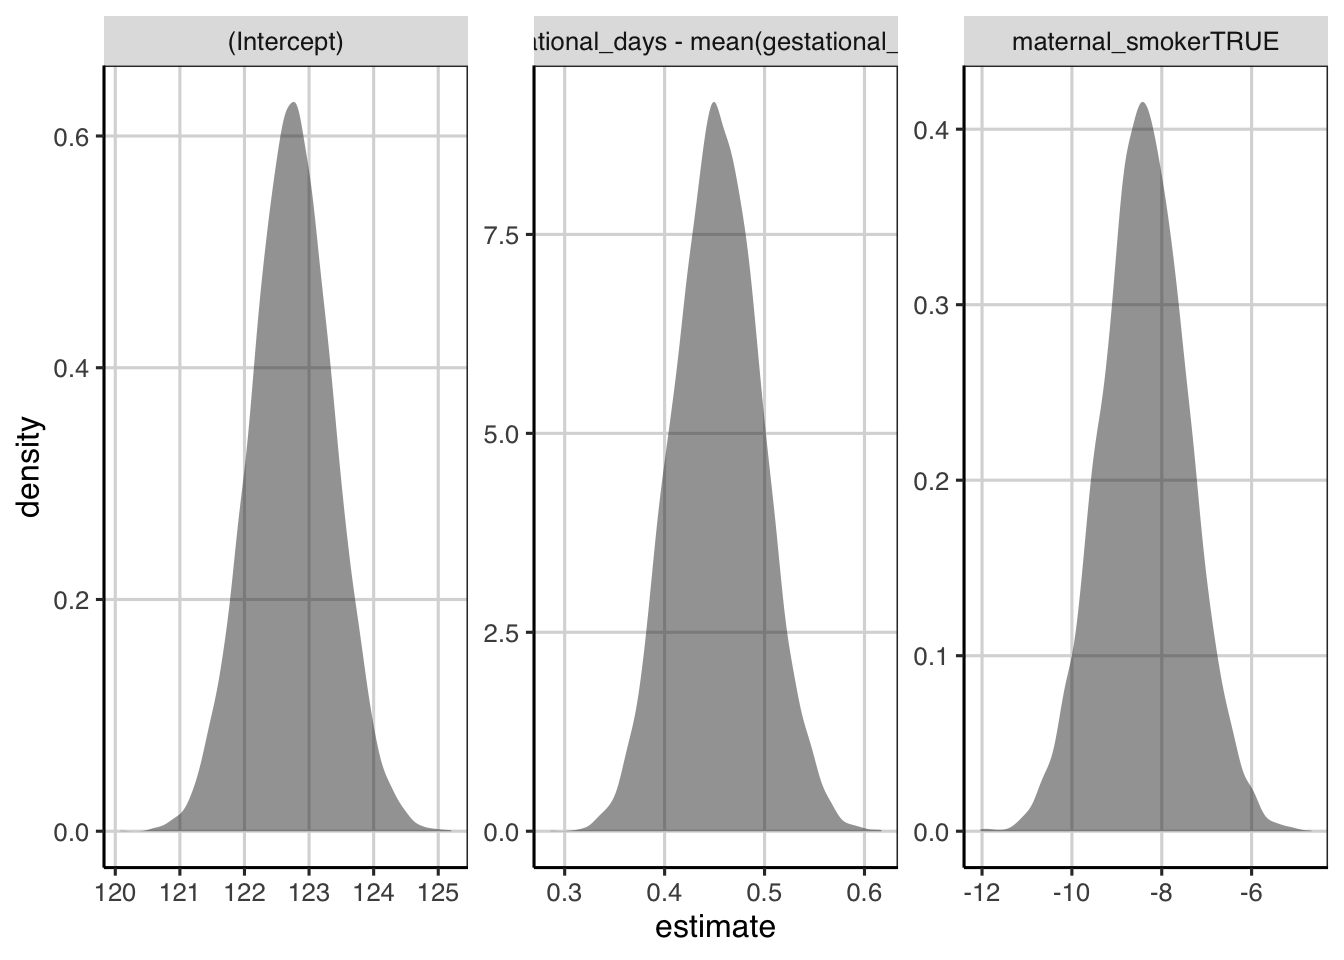 (Intercept)
ational_days - mean(gestational_
maternal_smokerTRUE
density
0.6
0.4
0.2
0.0
120 121 122 123 124 125
7.5
5.0
2.5
0.0
0.3 0.4 0.5 0.6
0.4
0.3
0.2
0.1
0.0
-12 -10 -8 -6
estimate